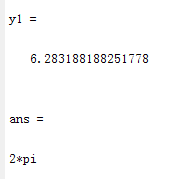 y1 =
6.283188188251778
ans =
2*pi